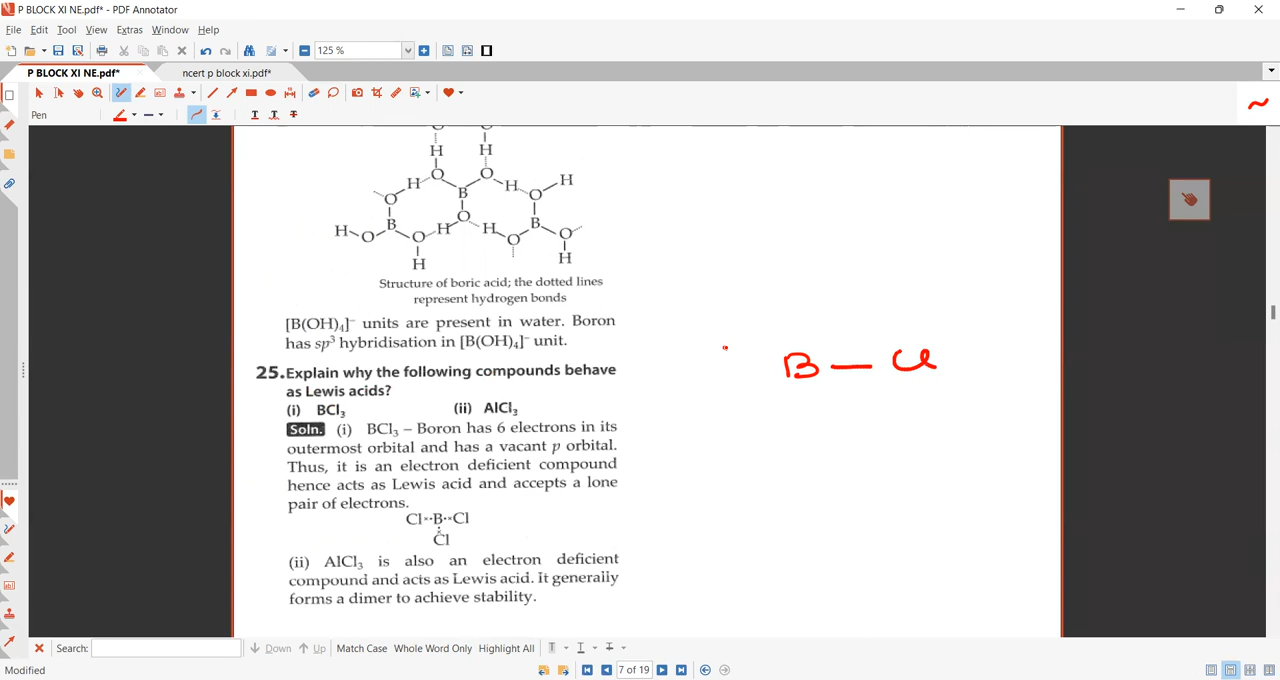 P BLOCK XI NE.pdf* - PDF Annotator
File Edit Tool View Extras Window Help
125 %
P BLOCK XI NE.pdf* ncert p block xi.pdf*
Pen
H H
H O O H O H
O B
B O B
H O O H H O O
H H
Structure of boric acid; the dotted lines
represent hydrogen bonds
[B(OH)₄]⁻ units are present in water. Boron
has sp³ hybridisation in [B(OH)₄]⁻ unit.
25. Explain why the following compounds behave
as Lewis acids?
(i) BCl₃ (ii) AlCl₃
Soln. (i) BCl₃ – Boron has 6 electrons in its
outermost orbital and has a vacant p orbital.
Thus, it is an electron deficient compound
hence acts as Lewis acid and accepts a lone
pair of electrons.
Cl×·B·×Cl
Cl
(ii) AlCl₃ is also an electron deficient
compound and acts as Lewis acid. It generally
forms a dimer to achieve stability.
B — Cl
Search: Down Up Match Case Whole Word Only Highlight All
7 of 19
Modified